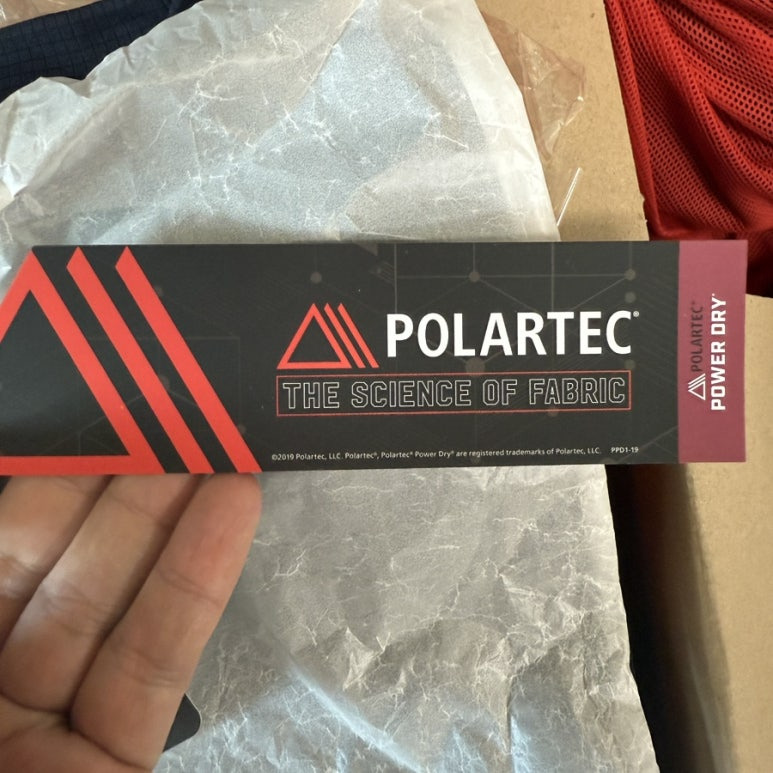 POLARTEC®
THE SCIENCE OF FABRIC
©2019 Polartec, LLC. Polartec®, Polartec® Power Dry® are registered trademarks of Polartec, LLC. PPD1-19
POLARTEC®
POWER DRY®